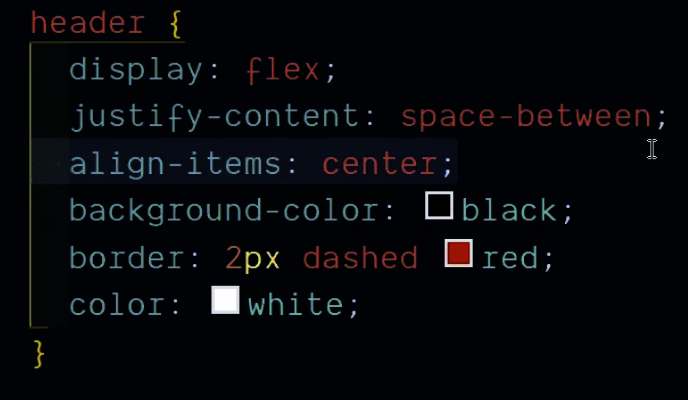 header {
display: flex;
justify-content: space-between;
align-items: center;
background-color: black;
border: 2px dashed red;
color: white;
}